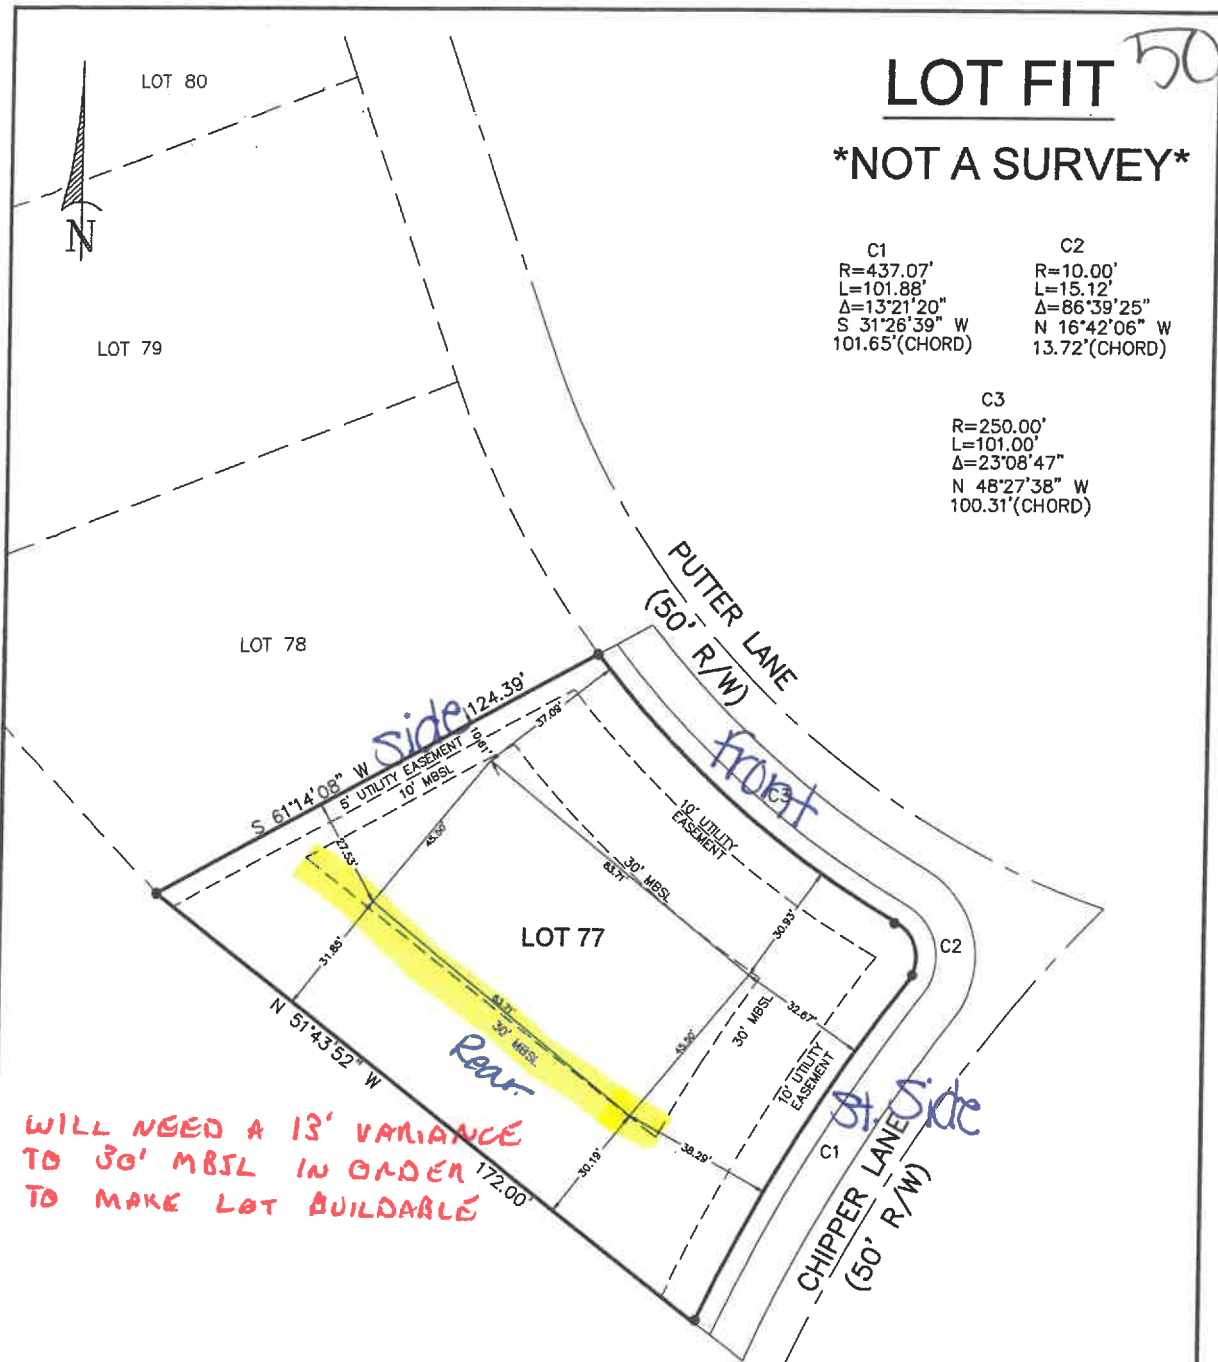 LOT FIT
50
*NOT A SURVEY*
C1
R=437.07'
L=101.88'
Δ=13°21'20"
S 31°26'39" W
101.65'(CHORD)
C2
R=10.00'
L=15.12'
Δ=86°39'25"
N 16°42'06" W
13.72'(CHORD)
C3
R=250.00'
L=101.00'
Δ=23°08'47"
N 48°27'38" W
100.31'(CHORD)
LOT 80
N
LOT 79
LOT 78
PUTTER LANE
(50' R/W)
S 61°14'08" W
Side
124.39'
5' UTILITY EASEMENT
10' MBSL
10.61'
37.09'
front
C3
10' UTILITY
EASEMENT
27.53'
45.50'
30' MBSL
83.71'
30.93'
LOT 77
C2
31.85'
32.67'
30' MBSL
83.71'
30' MBSL
Rear
45.50'
10' UTILITY
EASEMENT
St. Side
N 51°43'52" W
172.00'
30.19'
38.29'
C1
CHIPPER LANE
(50' R/W)
WILL NEED A 13' VARIANCE
TO 30' MBSL IN ORDER
TO MAKE LOT BUILDABLE